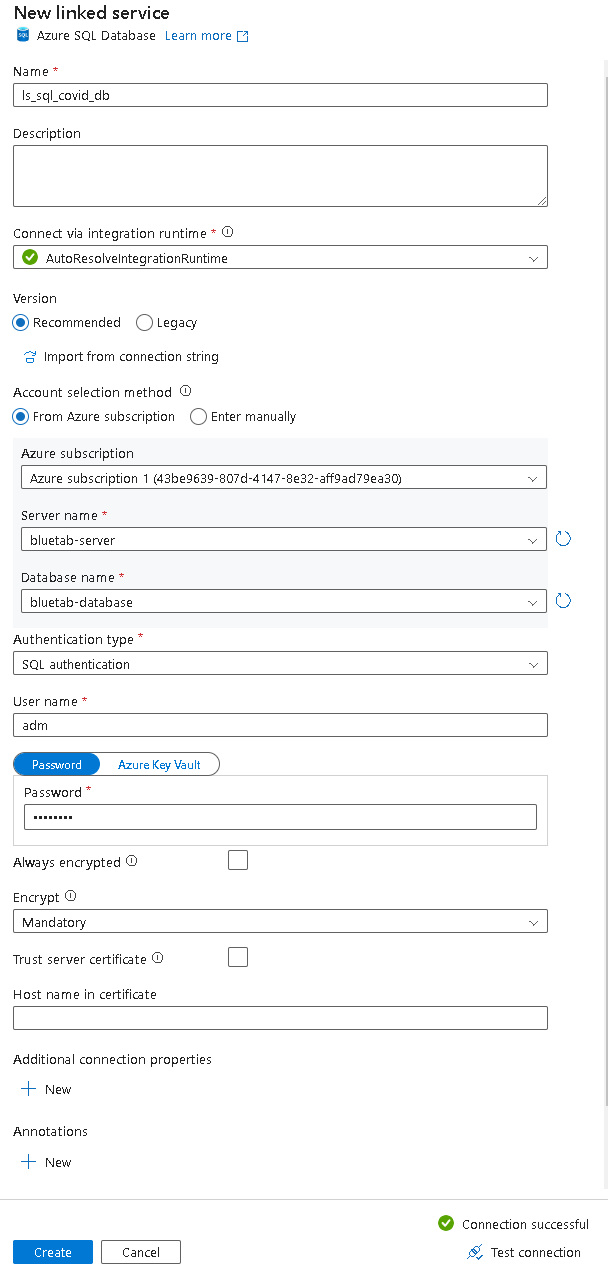 New linked service
Azure SQL Database Learn more
Name *
ls_sql_covid_db
Description
Connect via integration runtime *
AutoResolveIntegrationRuntime
Version
Recommended Legacy
Import from connection string
Account selection method
From Azure subscription Enter manually
Azure subscription
Azure subscription 1 (43be9639-807d-4147-8e32-aff9ad79ea30)
Server name *
bluetab-server
Database name *
bluetab-database
Authentication type *
SQL authentication
User name *
adm
Password Azure Key Vault
Password *
••••••••
Always encrypted
Encrypt
Mandatory
Trust server certificate
Host name in certificate
Additional connection properties
New
Annotations
New
Connection successful
Create Cancel Test connection